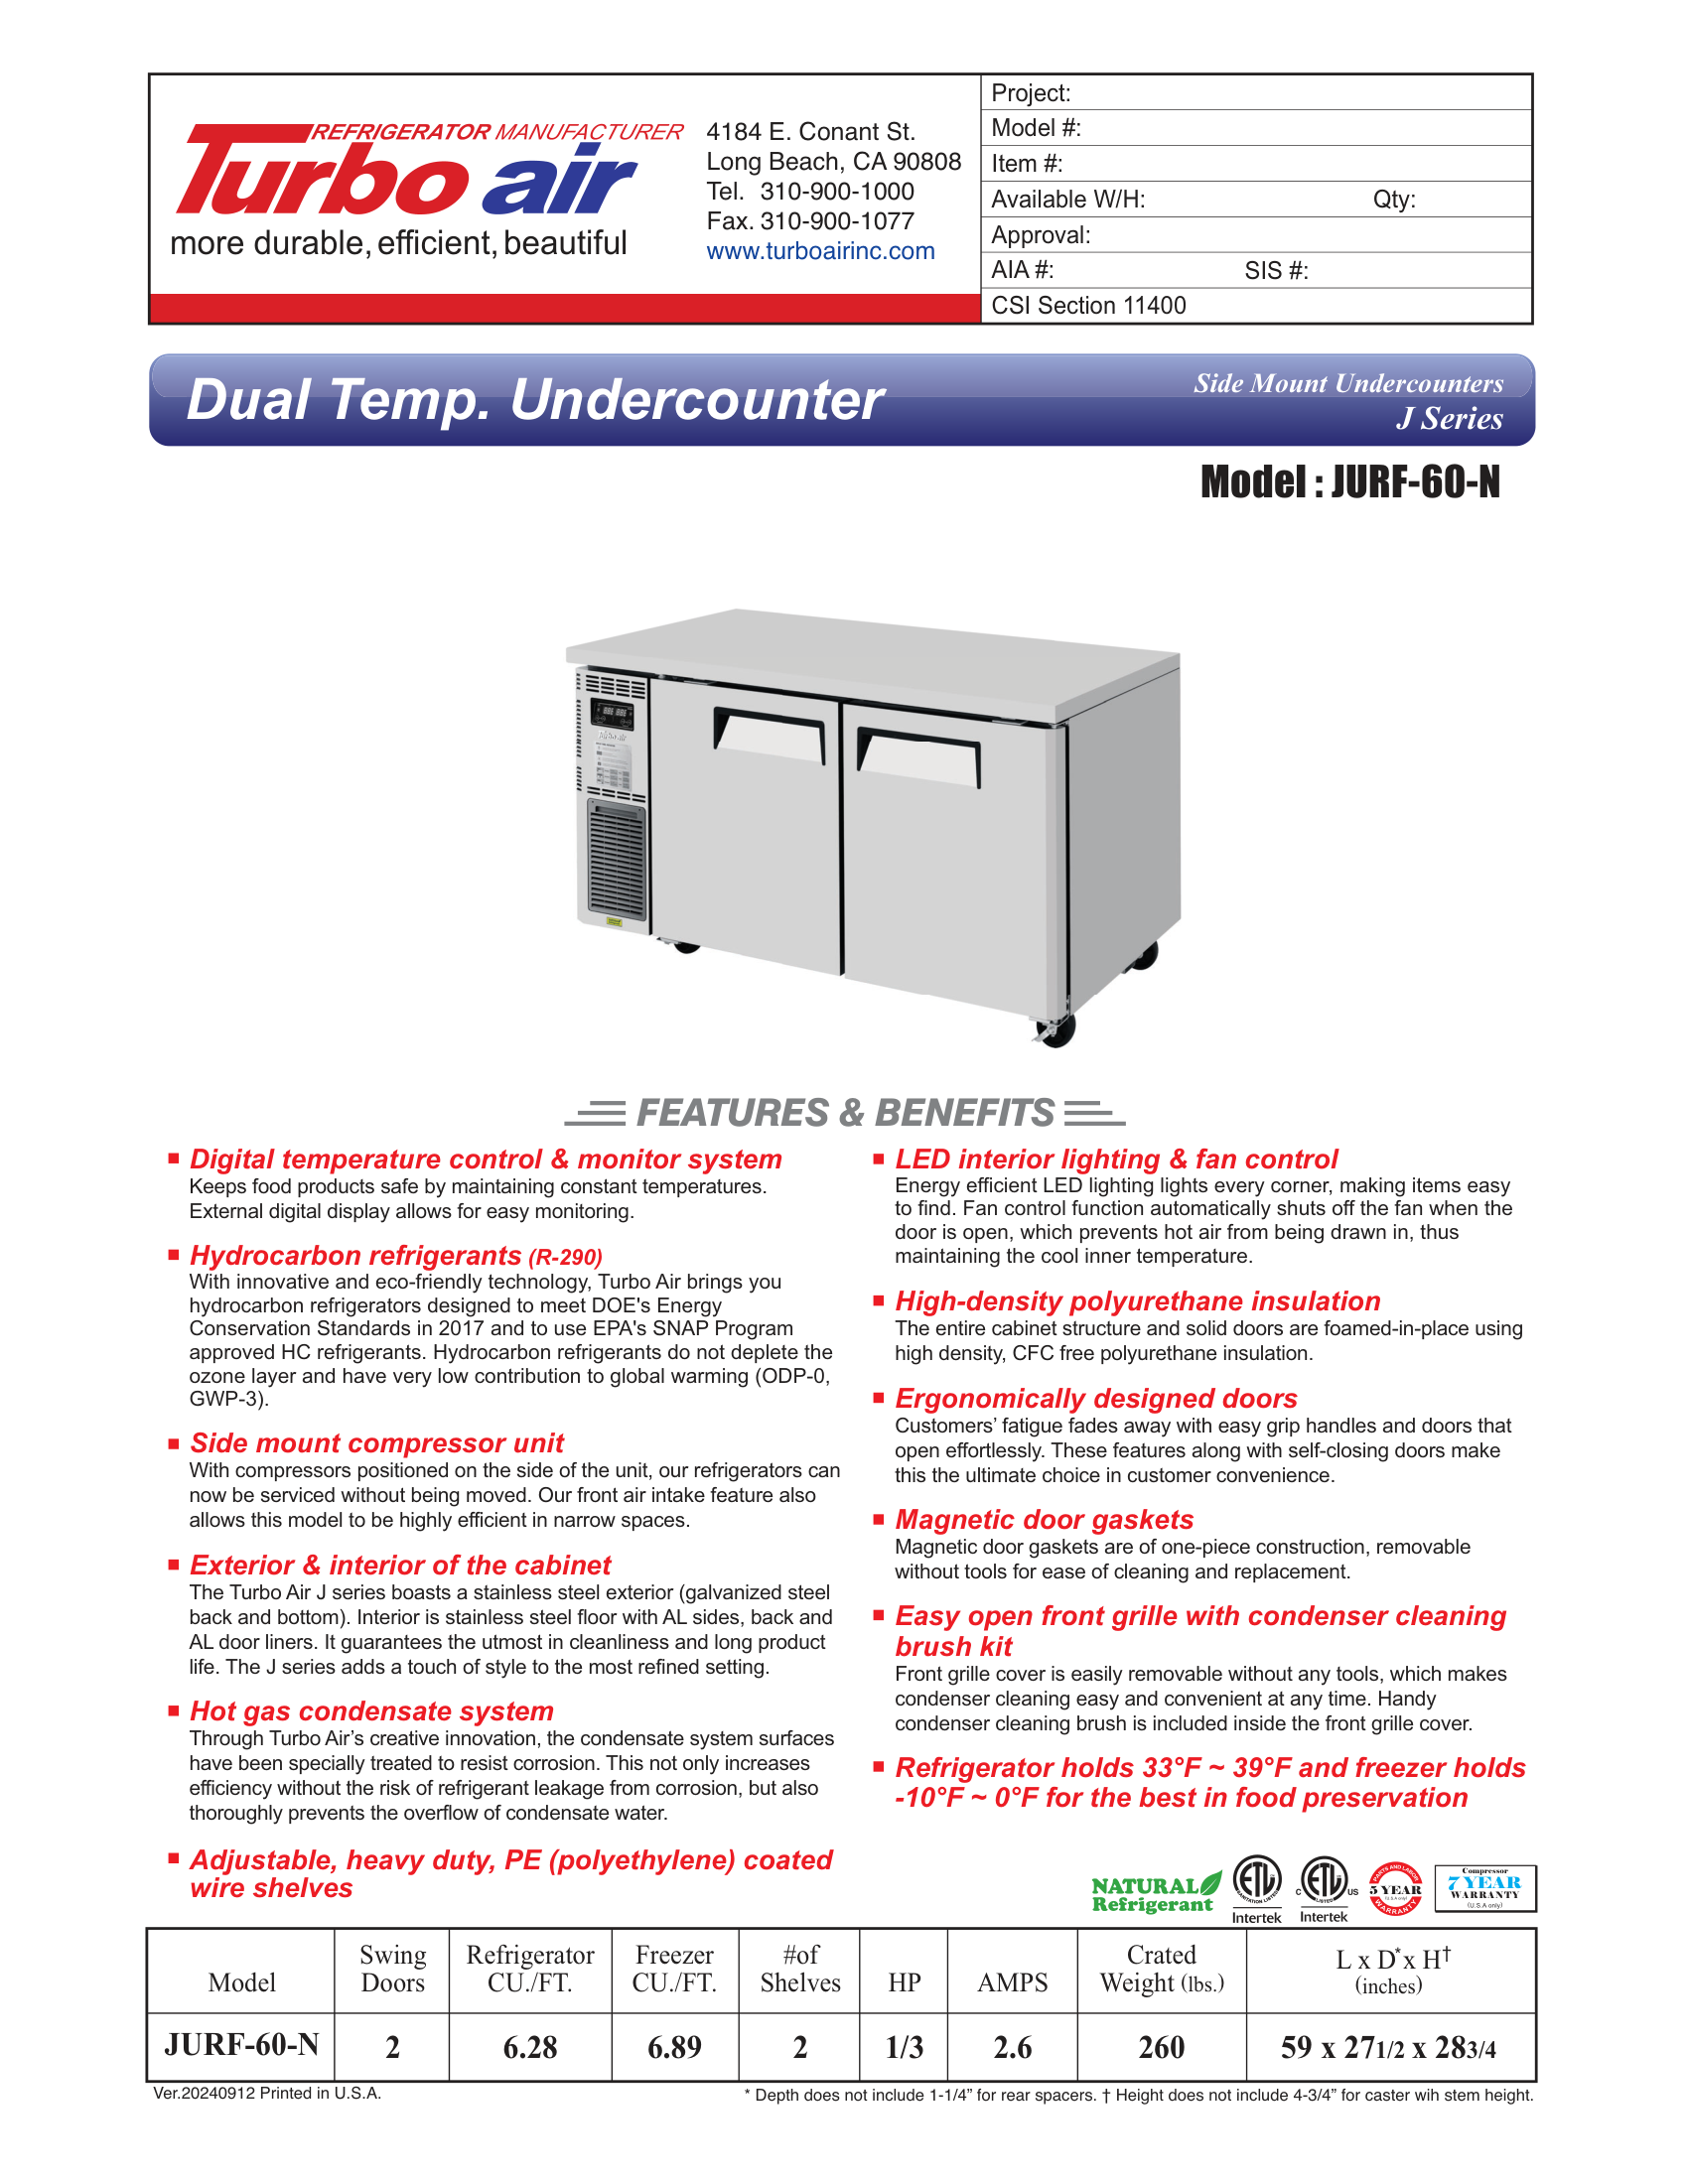 REFRIGERATOR MANUFACTURER
Turbo air
more durable, efficient, beautiful
4184 E. Conant St.
Long Beach, CA 90808
Tel. 310-900-1000
Fax. 310-900-1077
www.turboairinc.com
Project:
Model #:
Item #:
Available W/H: Qty:
Approval:
AIA #: SIS #:
CSI Section 11400
Dual Temp. Undercounter
Side Mount Undercounters
J Series
Model : JURF-60-N
FEATURES & BENEFITS
Digital temperature control & monitor system
Keeps food products safe by maintaining constant temperatures.
External digital display allows for easy monitoring.
Hydrocarbon refrigerants (R-290)
With innovative and eco-friendly technology, Turbo Air brings you
hydrocarbon refrigerators designed to meet DOE's Energy
Conservation Standards in 2017 and to use EPA's SNAP Program
approved HC refrigerants. Hydrocarbon refrigerants do not deplete the
ozone layer and have very low contribution to global warming (ODP-0,
GWP-3).
Side mount compressor unit
With compressors positioned on the side of the unit, our refrigerators can
now be serviced without being moved. Our front air intake feature also
allows this model to be highly efficient in narrow spaces.
Exterior & interior of the cabinet
The Turbo Air J series boasts a stainless steel exterior (galvanized steel
back and bottom). Interior is stainless steel floor with AL sides, back and
AL door liners. It guarantees the utmost in cleanliness and long product
life. The J series adds a touch of style to the most refined setting.
Hot gas condensate system
Through Turbo Air’s creative innovation, the condensate system surfaces
have been specially treated to resist corrosion. This not only increases
efficiency without the risk of refrigerant leakage from corrosion, but also
thoroughly prevents the overflow of condensate water.
Adjustable, heavy duty, PE (polyethylene) coated
wire shelves
LED interior lighting & fan control
Energy efficient LED lighting lights every corner, making items easy
to find. Fan control function automatically shuts off the fan when the
door is open, which prevents hot air from being drawn in, thus
maintaining the cool inner temperature.
High-density polyurethane insulation
The entire cabinet structure and solid doors are foamed-in-place using
high density, CFC free polyurethane insulation.
Ergonomically designed doors
Customers’ fatigue fades away with easy grip handles and doors that
open effortlessly. These features along with self-closing doors make
this the ultimate choice in customer convenience.
Magnetic door gaskets
Magnetic door gaskets are of one-piece construction, removable
without tools for ease of cleaning and replacement.
Easy open front grille with condenser cleaning
brush kit
Front grille cover is easily removable without any tools, which makes
condenser cleaning easy and convenient at any time. Handy
condenser cleaning brush is included inside the front grille cover.
Refrigerator holds 33°F ~ 39°F and freezer holds
-10°F ~ 0°F for the best in food preservation
NATURAL
Refrigerant
ETL
SANITATION LISTED
Intertek
C ETL US
LISTED
Intertek
PARTS AND LABOR
5 YEAR
(U.S.A only)
WARRANTY
Compressor
7 YEAR
WARRANTY
(U.S.A only)
Model
Swing
Doors
Refrigerator
CU./FT.
Freezer
CU./FT.
#of
Shelves
HP
AMPS
Crated
Weight (lbs.)
L x D* x H†
(inches)
JURF-60-N 2 6.28 6.89 2 1/3 2.6 260 59 x 271/2 x 283/4
Ver.20240912 Printed in U.S.A.
* Depth does not include 1-1/4” for rear spacers. † Height does not include 4-3/4” for caster wih stem height.